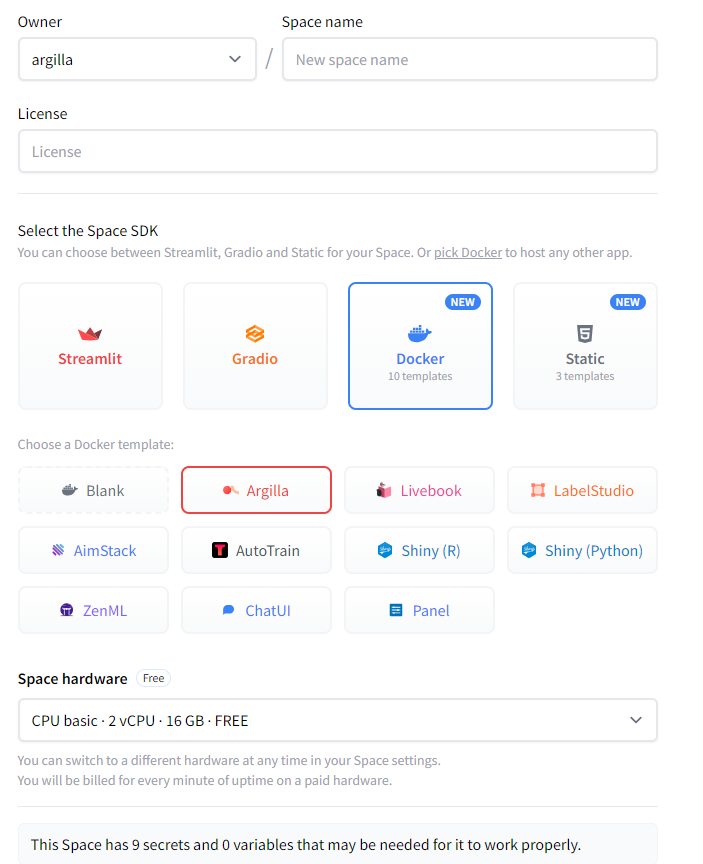 Owner
Space name
argilla
/
New space name
License
License
Select the Space SDK
You can choose between Streamlit, Gradio and Static for your Space. Or pick Docker to host any other app.
Streamlit
Gradio
NEW
Docker
10 templates
NEW
Static
3 templates
Choose a Docker template:
Blank
Argilla
Livebook
LabelStudio
AimStack
AutoTrain
Shiny (R)
Shiny (Python)
ZenML
ChatUI
Panel
Space hardware Free
CPU basic · 2 vCPU · 16 GB · FREE
You can switch to a different hardware at any time in your Space settings.
You will be billed for every minute of uptime on a paid hardware.
This Space has 9 secrets and 0 variables that may be needed for it to work properly.